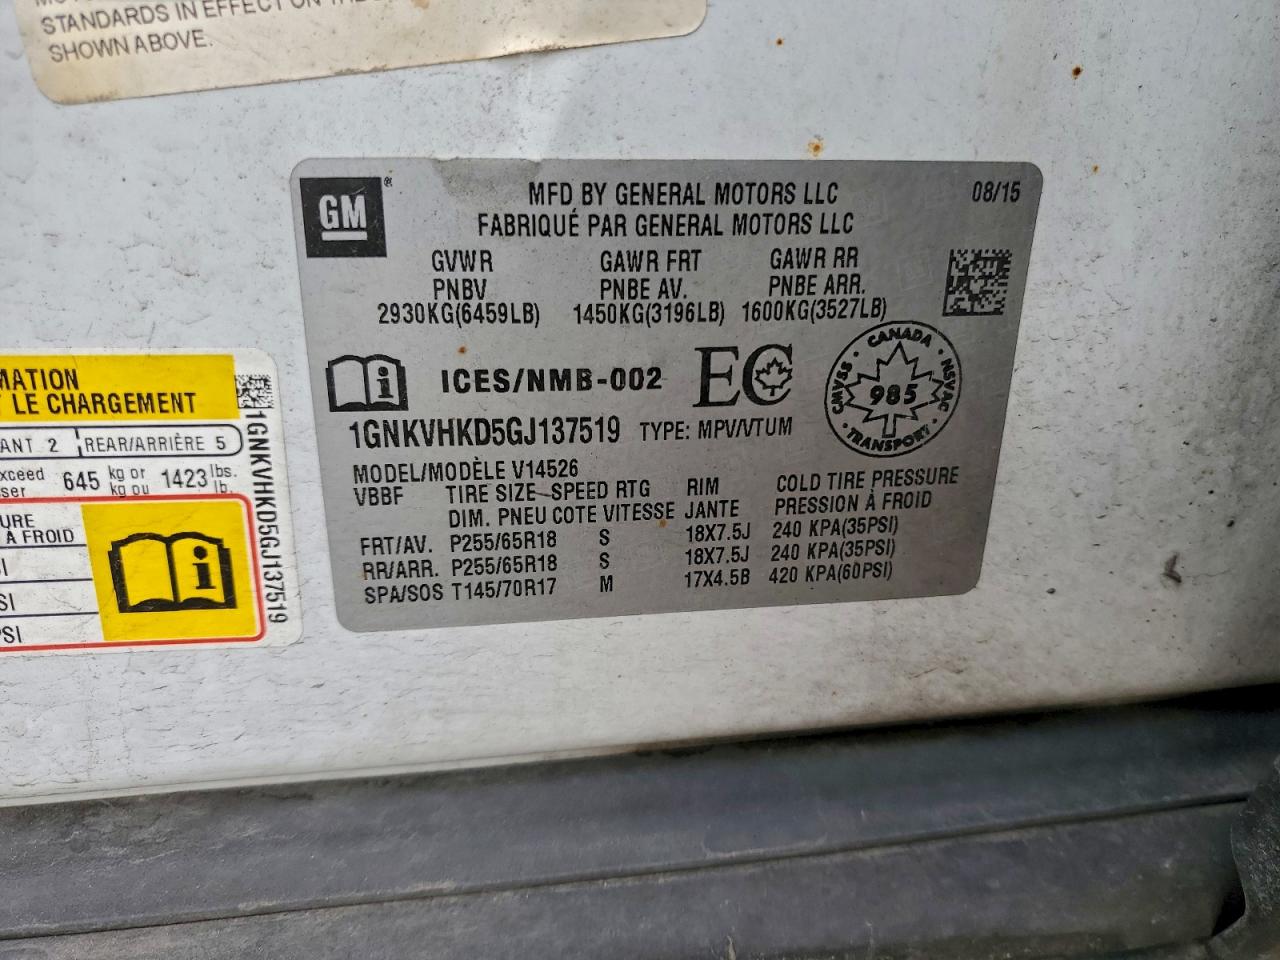 STANDARDS IN EFFECT ON THE
SHOWN ABOVE.
GM®
MFD BY GENERAL MOTORS LLC
08/15
FABRIQUÉ PAR GENERAL MOTORS LLC
GVWR GAWR FRT GAWR RR
PNBV PNBE AV. PNBE ARR.
2930KG(6459LB) 1450KG(3196LB) 1600KG(3527LB)
i ICES/NMB-002 EC
CANADA
CMVSS 985 NSVAC
TRANSPORT
1GNKVHKD5GJ137519 TYPE: MPV/VTUM
MODEL/MODÈLE V14526
VBBF TIRE SIZE SPEED RTG RIM COLD TIRE PRESSURE
DIM. PNEU COTE VITESSE JANTE PRESSION À FROID
FRT/AV. P255/65R18 S 18X7.5J 240 KPA(35PSI)
RR/ARR. P255/65R18 S 18X7.5J 240 KPA(35PSI)
SPA/SOS T145/70R17 M 17X4.5B 420 KPA(60PSI)
MATION
LE CHARGEMENT
ANT 2 REAR/ARRIÈRE 5
xceed 645 kg or 1423 lbs.
ser kg ou lb.
URE
À FROID
SI
SI
PSI
i
1GNKVHKD5GJ137519